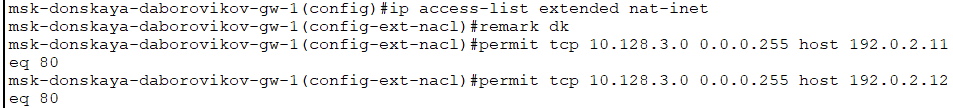 msk-donskaya-daborovikov-gw-1(config)#ip access-list extended nat-inet
msk-donskaya-daborovikov-gw-1(config-ext-nacl)#remark dk
msk-donskaya-daborovikov-gw-1(config-ext-nacl)#permit tcp 10.128.3.0 0.0.0.255 host 192.0.2.11
eq 80
msk-donskaya-daborovikov-gw-1(config-ext-nacl)#permit tcp 10.128.3.0 0.0.0.255 host 192.0.2.12
eq 80